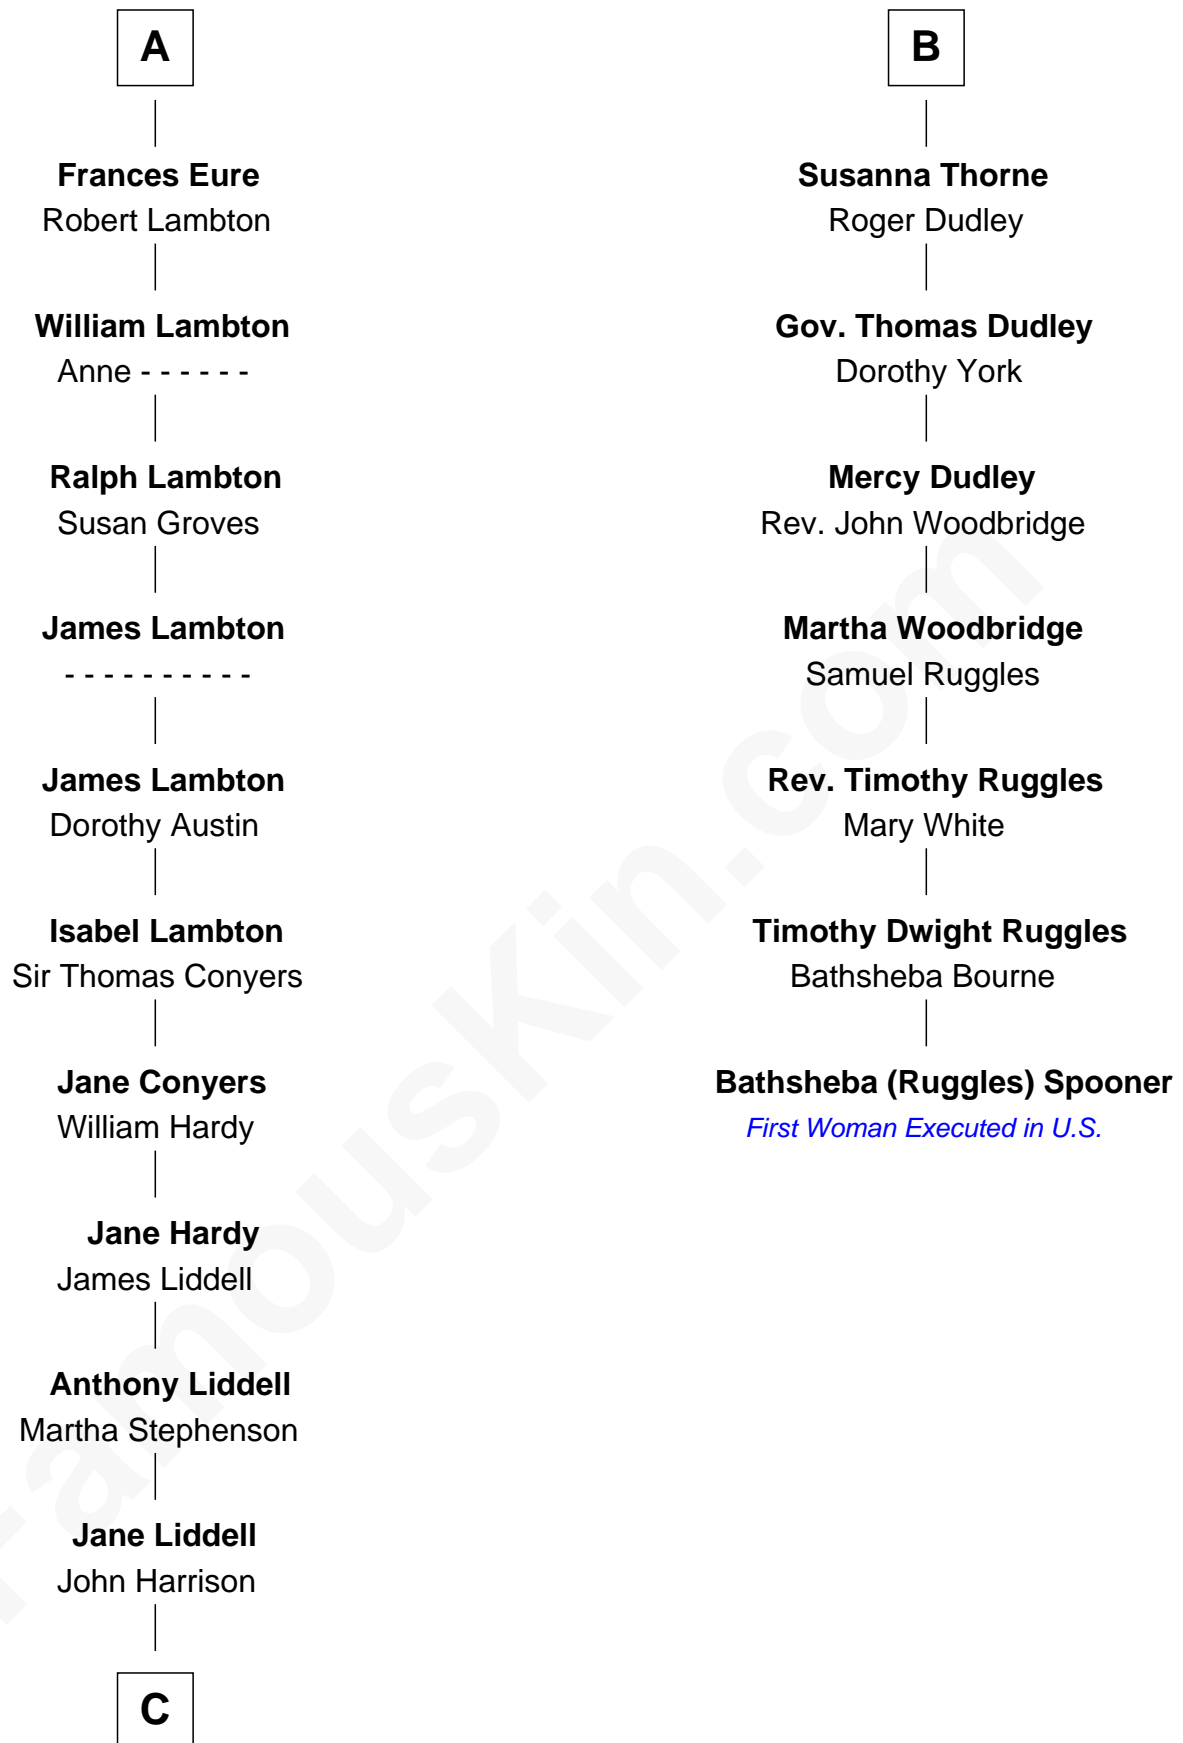 A
Frances Eure
Robert Lambton
William Lambton
Anne - - - - - -
Ralph Lambton
Susan Groves
James Lambton
- - - - - - - - - -
James Lambton
Dorothy Austin
Isabel Lambton
Sir Thomas Conyers
Jane Conyers
William Hardy
Jane Hardy
James Liddell
Anthony Liddell
Martha Stephenson
Jane Liddell
John Harrison
C
B
Susanna Thorne
Roger Dudley
Gov. Thomas Dudley
Dorothy York
Mercy Dudley
Rev. John Woodbridge
Martha Woodbridge
Samuel Ruggles
Rev. Timothy Ruggles
Mary White
Timothy Dwight Ruggles
Bathsheba Bourne
Bathsheba (Ruggles) Spooner
First Woman Executed in U.S.
FamousKin.com